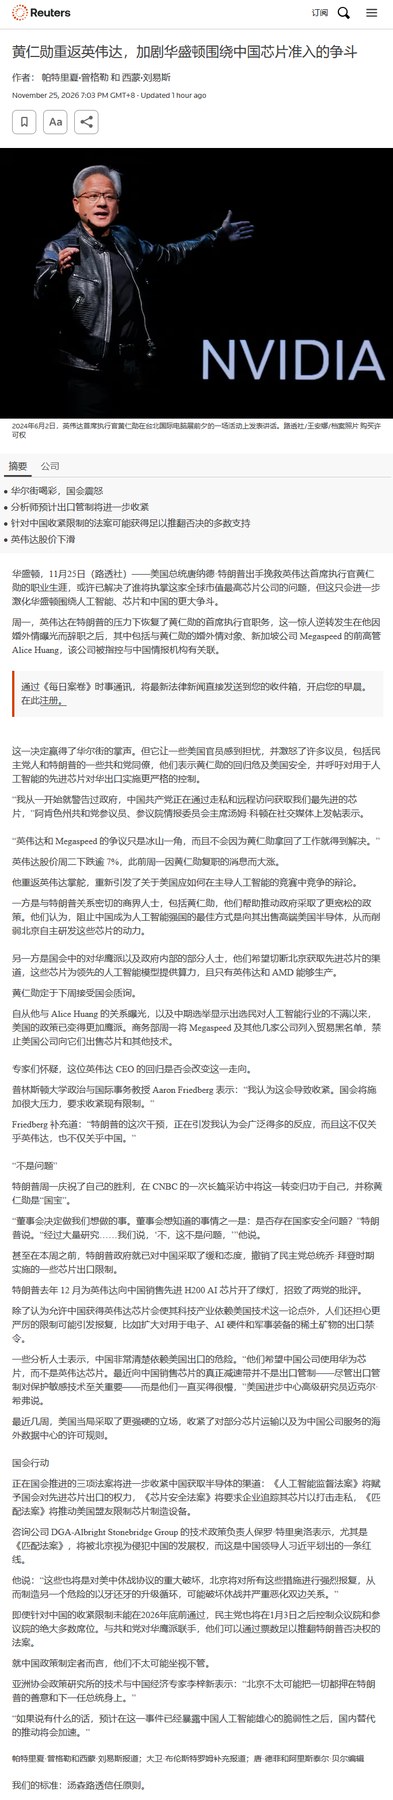 Reuters
订阅
黄仁勋重返英伟达，加剧华盛顿围绕中国芯片准入的争斗
作者： 帕特里夏·曾格勒 和 西蒙·刘易斯
November 25, 2026 7:03 PM GMT+8 · Updated 1 hour ago
Aa
NVIDIA
2024年6月2日，英伟达首席执行官黄仁勋在台北国际电脑展前夕的一场活动上发表讲话。路透社/王安娜/档案照片 购买许
可权
摘要
公司
华尔街喝彩，国会震怒
分析师预计出口管制将进一步收紧
针对中国收紧限制的法案可能获得足以推翻否决的多数支持
英伟达股价下滑
华盛顿，11月25日（路透社）——美国总统唐纳德·特朗普出手挽救英伟达首席执行官黄仁
勋的职业生涯，或许已解决了谁将执掌这家全球市值最高芯片公司的问题，但这只会进一步
激化华盛顿围绕人工智能、芯片和中国的更大争斗。
周一，英伟达在特朗普的压力下恢复了黄仁勋的首席执行官职务，这一惊人逆转发生在他因
婚外情曝光而辞职之后，其中包括与黄仁勋的婚外情对象、新加坡公司 Megaspeed 的前高管
Alice Huang，该公司被指控与中国情报机构有关联。
通过《每日案卷》时事通讯，将最新法律新闻直接发送到您的收件箱，开启您的早晨。
在此注册。
这一决定赢得了华尔街的掌声。但它让一些美国官员感到担忧，并激怒了许多议员，包括民
主党人和特朗普的一些共和党同僚，他们表示黄仁勋的回归危及美国安全，并呼吁对用于人
工智能的先进芯片对华出口实施更严格的控制。
“我从一开始就警告过政府，中国共产党正在通过走私和远程访问获取我们最先进的芯
片，”阿肯色州共和党参议员、参议院情报委员会主席汤姆·科顿在社交媒体上发帖表示。
“英伟达和 Megaspeed 的争议只是冰山一角，而且不会因为黄仁勋拿回了工作就得到解决。”
英伟达股价周二下跌逾 7%，此前周一因黄仁勋复职的消息而大涨。
他重返英伟达掌舵，重新引发了关于美国应如何在主导人工智能的竞赛中竞争的辩论。
一方是与特朗普关系密切的商界人士，包括黄仁勋，他们帮助推动政府采取了更宽松的政
策。他们认为，阻止中国成为人工智能强国的最佳方式是向其出售高端美国半导体，从而削
弱北京自主研发这些芯片的动力。
另一方是国会中的对华鹰派以及政府内部的部分人士，他们希望切断北京获取先进芯片的渠
道，这些芯片为领先的人工智能模型提供算力，且只有英伟达和 AMD 能够生产。
黄仁勋定于下周接受国会质询。
自从他与 Alice Huang 的关系曝光，以及中期选举显示出选民对人工智能行业的不满以来，
美国的政策已变得更加鹰派。商务部周一将 Megaspeed 及其他几家公司列入贸易黑名单，禁
止美国公司向它们出售芯片和其他技术。
专家们怀疑，这位英伟达 CEO 的回归是否会改变这一走向。
普林斯顿大学政治与国际事务教授 Aaron Friedberg 表示：“我认为这会导致收紧。国会将施
加很大压力，要求收紧现有限制。”
Friedberg 补充道：“特朗普的这次干预，正在引发我认为会广泛得多的反应，而且这不仅关
乎英伟达，也不仅关乎中国。”
“不是问题”
特朗普周一庆祝了自己的胜利，在 CNBC 的一次长篇采访中将这一转变归功于自己，并称黄
仁勋是“国宝”。
“董事会决定做我们想做的事。董事会想知道的事情之一是：是否存在国家安全问题？”特朗
普说。“经过大量研究……我们说，‘不，这不是问题，’”他说。
甚至在本周之前，特朗普政府就已对中国采取了缓和态度，撤销了民主党总统乔·拜登时期
实施的一些芯片出口限制。
特朗普去年 12 月为英伟达向中国销售先进 H200 AI 芯片开了绿灯，招致了两党的批评。
除了认为允许中国获得英伟达芯片会使其科技产业依赖美国技术这一论点外，人们还担心更
严厉的限制可能引发报复，比如扩大对用于电子、AI 硬件和军事装备的稀土矿物的出口禁
令。
一些分析人士表示，中国非常清楚依赖美国出口的危险。“他们希望中国公司使用华为芯
片，而不是英伟达芯片。最近向中国销售芯片的真正减速带并不是出口管制——尽管出口管
制对保护敏感技术至关重要——而是他们一直买得很慢，”美国进步中心高级研究员迈克尔·
希弗说。
最近几周，美国当局采取了更强硬的立场，收紧了对部分芯片运输以及为中国公司服务的海
外数据中心的许可规则。
国会行动
正在国会推进的三项法案将进一步收紧中国获取半导体的渠道：《人工智能监督法案》将赋
予国会对先进芯片出口的权力，《芯片安全法案》将要求企业追踪其芯片以打击走私，《匹
配法案》将推动美国盟友限制芯片制造设备。
咨询公司 DGA-Albright Stonebridge Group 的技术政策负责人保罗·特里奥洛表示，尤其是
《匹配法案》，将被北京视为侵犯中国的发展权，而这是中国领导人习近平划出的一条红
线。
他说：“这些也将是对美中休战协议的重大破坏，北京将对所有这些措施进行强烈报复，从
而制造另一个危险的以牙还牙的升级循环，可能破坏休战并严重恶化双边关系。”
即使针对中国的收紧限制未能在2026年底前通过，民主党也将在1月3日之后控制众议院和参
议院的绝大多数席位。与共和党对华鹰派联手，他们可以通过票数足以推翻特朗普否决权的
法案。
就中国政策制定者而言，他们不太可能坐视不管。
亚洲协会政策研究所的技术与中国经济专家李梓新表示：“北京不太可能把一切都押在特朗
普的善意和下一任总统身上。”
“如果说有什么的话，预计在这一事件已经暴露中国人工智能雄心的脆弱性之后，国内替代
的推动将会加速。”
帕特里夏·曾格勒和西蒙·刘易斯报道；大卫·布伦斯特罗姆补充报道；唐·德菲和阿里斯泰尔·贝尔编辑
我们的标准：汤森路透信任原则。